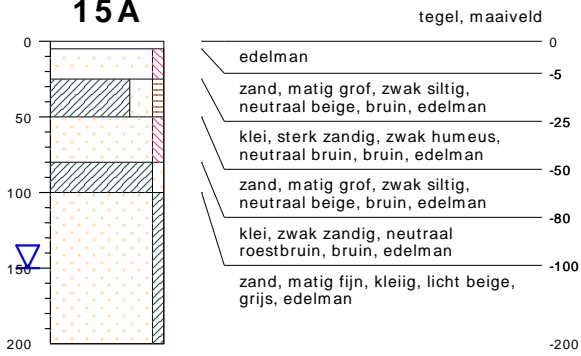 15A
tegel, maaiveld
0
0
edelman
-5
zand, matig grof, zwak siltig,
neutraal beige, bruin, edelman
-25
50
klei, sterk zandig, zwak humeus,
neutraal bruin, bruin, edelman
-50
zand, matig grof, zwak siltig,
neutraal beige, bruin, edelman
-80
100
klei, zwak zandig, neutraal
roestbruin, bruin, edelman
-100
150
zand, matig fijn, kleiig, licht beige,
grijs, edelman
200
-200